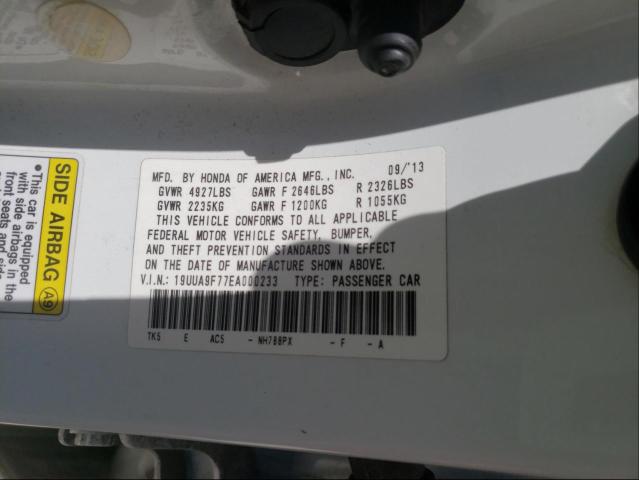 MFD. BY HONDA OF AMERICA MFG., INC. 09/'13
GVWR 4927LBS GAWR F 2646LBS R 2326LBS
GVWR 2235KG GAWR F 1200KG R 1055KG
THIS VEHICLE CONFORMS TO ALL APPLICABLE
FEDERAL MOTOR VEHICLE SAFETY, BUMPER,
AND THEFT PREVENTION STANDARDS IN EFFECT
ON THE DATE OF MANUFACTURE SHOWN ABOVE.
V.I.N.: 19UUA9F77EA000233 TYPE: PASSENGER CAR
TK5 E AC5 - NH788PX - F - A
SIDE AIRBAG A9
•This car is equipped
with side airbags in the
front seats and